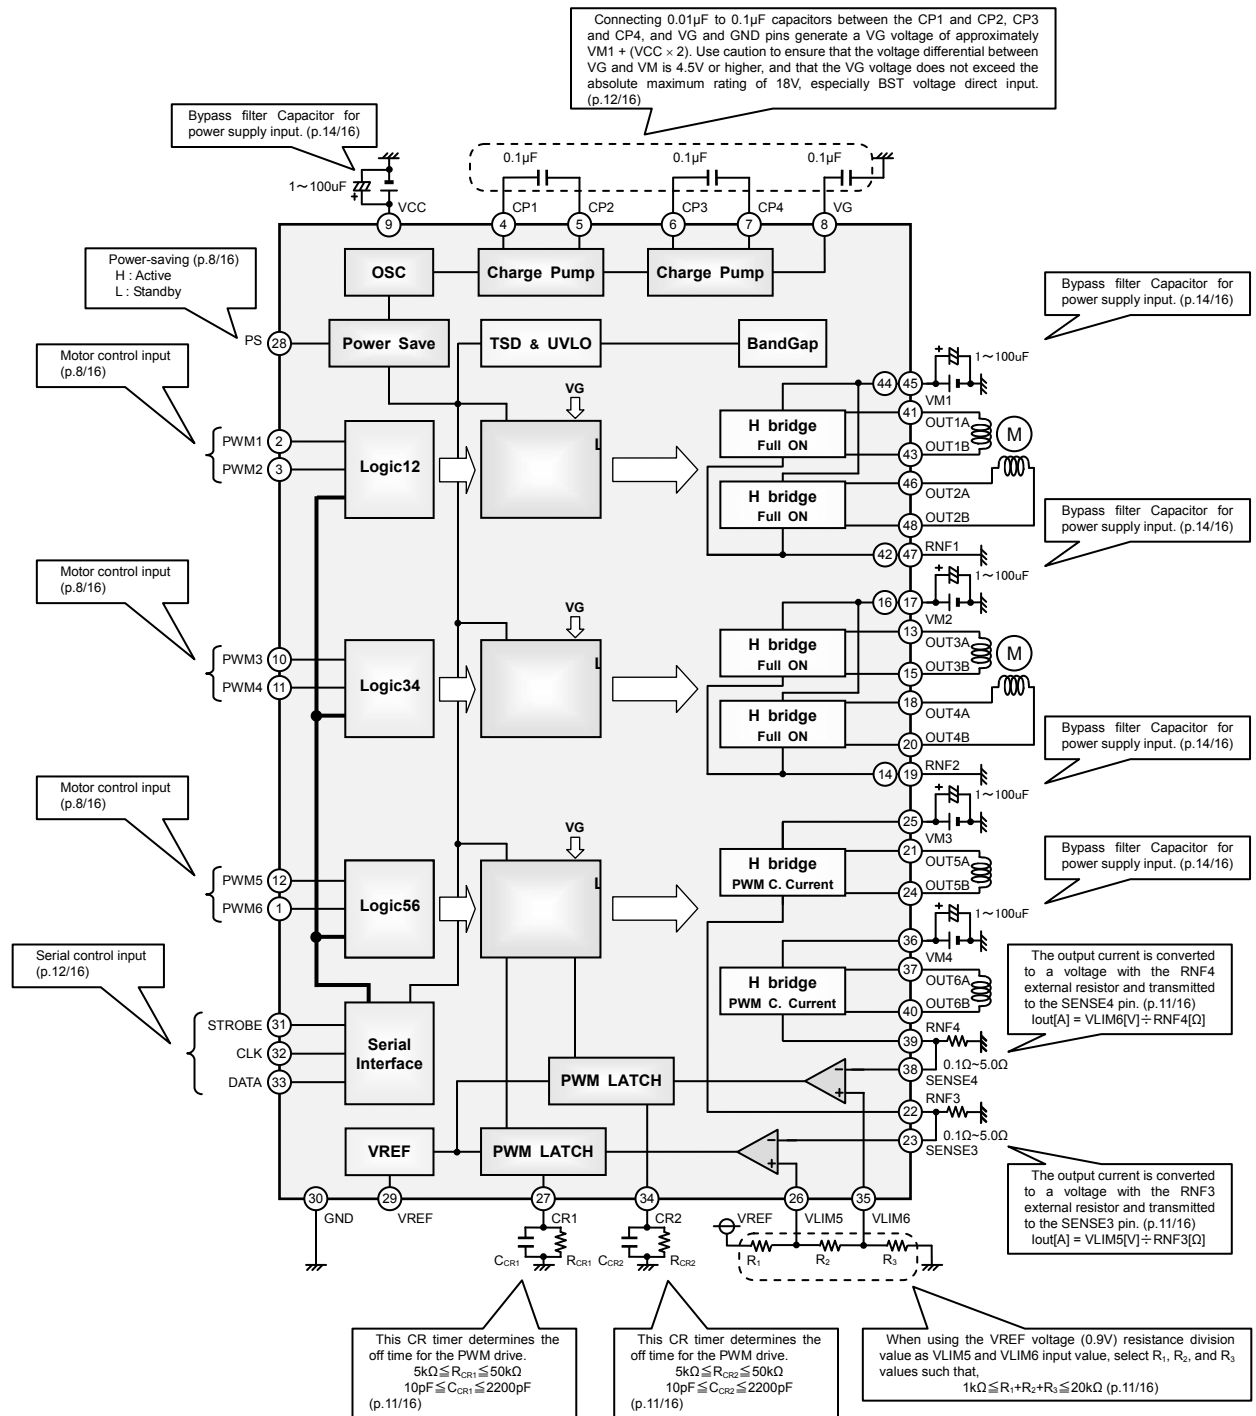 Connecting 0.01μF to 0.1μF capacitors between the CP1 and CP2, CP3
and CP4, and VG and GND pins generate a VG voltage of approximately
VM1 + (VCC × 2). Use caution to ensure that the voltage differential between
VG and VM is 4.5V or higher, and that the VG voltage does not exceed the
absolute maximum rating of 18V, especially BST voltage direct input.
(p.12/16)
Bypass filter Capacitor for
power supply input. (p.14/16)
1～100uF
+
0.1μF
0.1μF
0.1μF
VCC
CP1
CP2
CP3
CP4
VG
9
4
5
6
7
8
Power-saving (p.8/16)
H : Active
L : Standby
OSC
Charge Pump
Charge Pump
PS
28
Power Save
TSD & UVLO
BandGap
Bypass filter Capacitor for
power supply input. (p.14/16)
+
1～100uF
Motor control input
(p.8/16)
PWM1
2
PWM2
3
Logic12
VG
L
H bridge
Full ON
H bridge
Full ON
44
45
VM1
41
OUT1A
OUT1B
43
M
46
OUT2A
OUT2B
48
42
47
RNF1
Bypass filter Capacitor for
power supply input. (p.14/16)
+
1～100uF
Motor control input
(p.8/16)
PWM3
10
PWM4
11
Logic34
VG
L
H bridge
Full ON
H bridge
Full ON
16
17
VM2
13
OUT3A
OUT3B
15
M
18
OUT4A
OUT4B
20
14
19
RNF2
Bypass filter Capacitor for
power supply input. (p.14/16)
+
1～100uF
Motor control input
(p.8/16)
PWM5
12
PWM6
1
Logic56
VG
L
H bridge
PWM C. Current
25
VM3
21
OUT5A
OUT5B
24
Bypass filter Capacitor for
power supply input. (p.14/16)
+
1～100uF
H bridge
PWM C. Current
36
VM4
37
OUT6A
OUT6B
40
RNF4
39
0.1Ω~5.0Ω
38
SENSE4
The output current is converted
to a voltage with the RNF4
external resistor and transmitted
to the SENSE4 pin. (p.11/16)
Iout[A] = VLIM6[V]÷RNF4[Ω]
Serial control input
(p.12/16)
STROBE
31
CLK
32
DATA
33
Serial
Interface
PWM LATCH
−
+
RNF3
22
0.1Ω~5.0Ω
23
SENSE3
VREF
PWM LATCH
−
+
The output current is converted
to a voltage with the RNF3
external resistor and transmitted
to the SENSE3 pin. (p.11/16)
Iout[A] = VLIM5[V]÷RNF3[Ω]
30
29
27
34
26
35
GND
VREF
CR1
CR2
VREF
VLIM5
VLIM6
CCR1
RCR1
CCR2
RCR2
R1
R2
R3
This CR timer determines the
off time for the PWM drive.
5kΩ≦RCR1≦50kΩ
10pF≦CCR1≦2200pF
(p.11/16)
This CR timer determines the
off time for the PWM drive.
5kΩ≦RCR2≦50kΩ
10pF≦CCR2≦2200pF
(p.11/16)
When using the VREF voltage (0.9V) resistance division
value as VLIM5 and VLIM6 input value, select R1, R2, and R3
values such that,
1kΩ≦R1+R2+R3≦20kΩ (p.11/16)